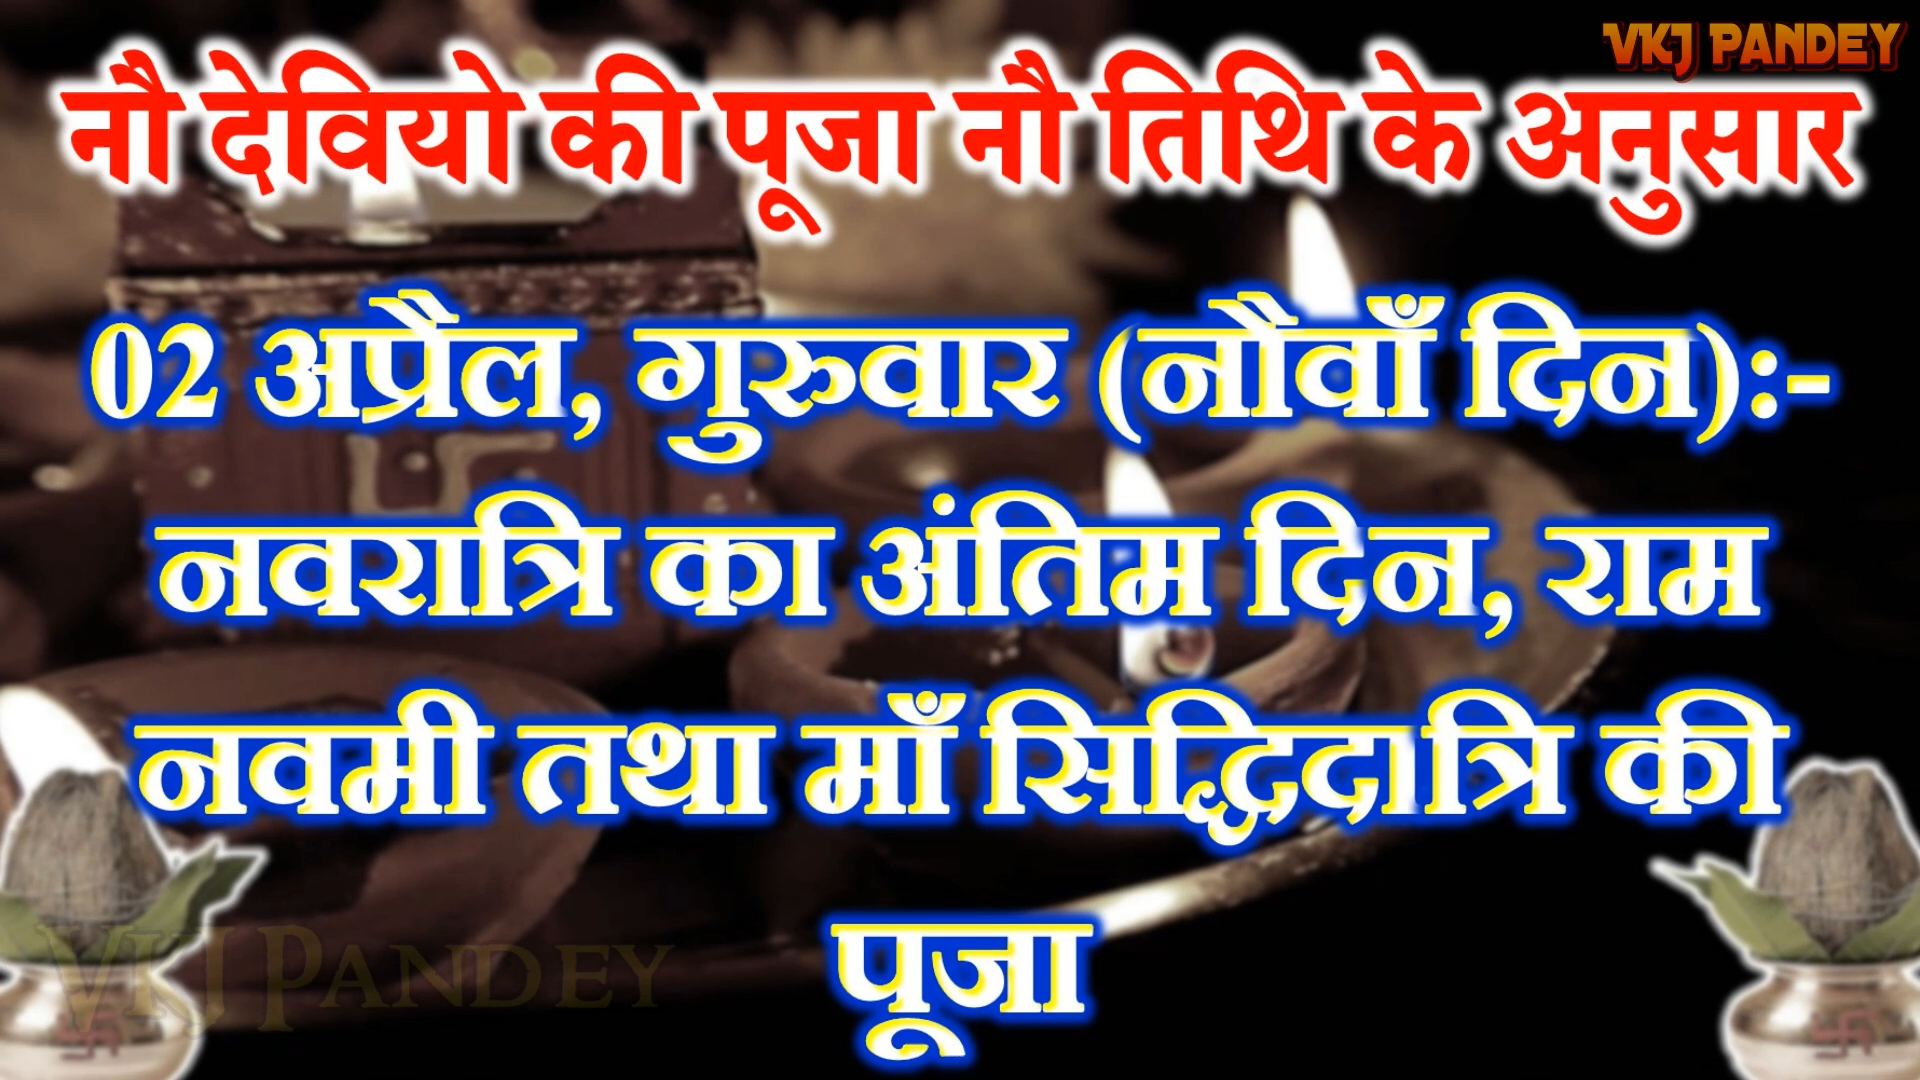 VKJ PANDEY
नौ देवियो की पूजा नौ तिथि के अनुसार
02 अप्रैल, गुरुवार (नौवाँ दिन):-
नवरात्रि का अंतिम दिन, राम
नवमी तथा माँ सिद्धिदात्रि की
पूजा
VKJ PANDEY